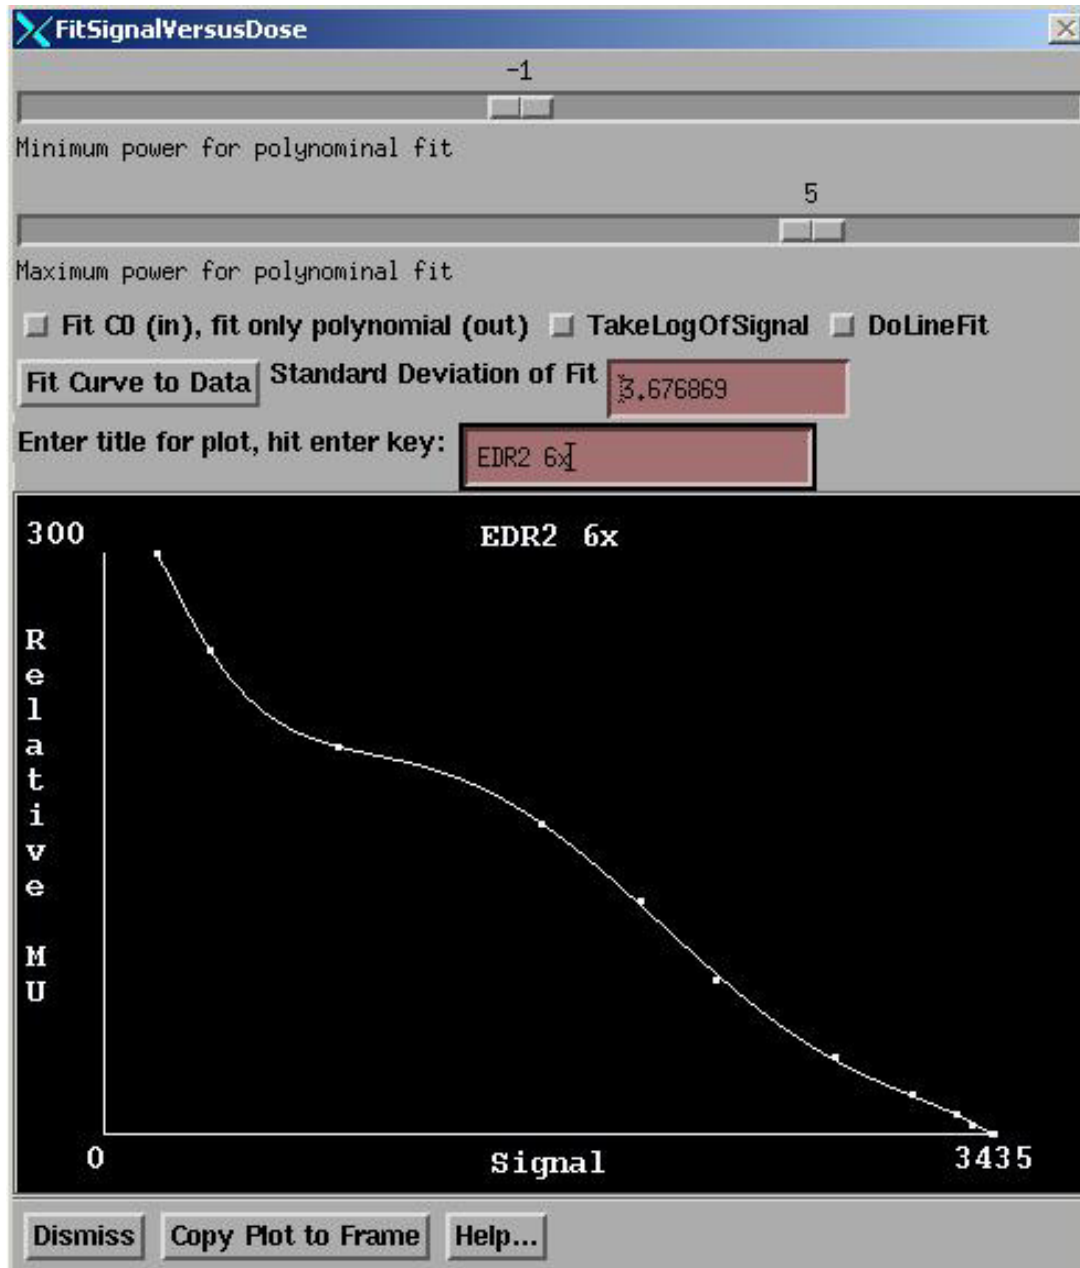 FitSignalVersusDose
-1
Minimum power for polynominal fit
5
Maximum power for polynominal fit
Fit C0 (in), fit only polynomial (out) TakeLogOfSignal DoLineFit
Fit Curve to Data Standard Deviation of Fit 3.676869
Enter title for plot, hit enter key: EDR2 6x
300 EDR2 6x
Relative MU
0 Signal 3435
Dismiss Copy Plot to Frame Help...